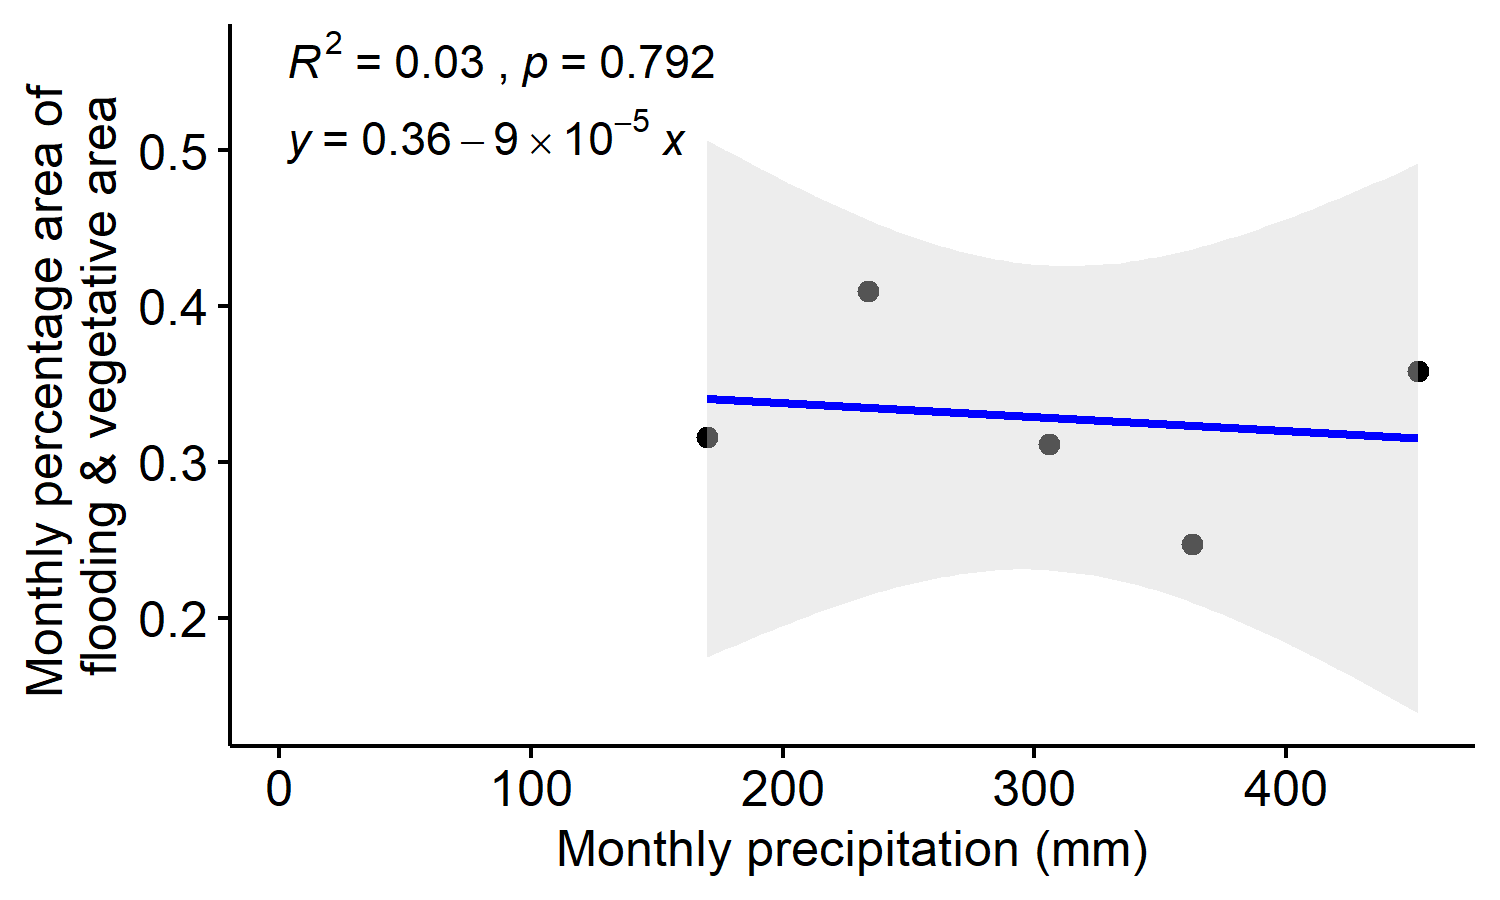 R² = 0.03 , p = 0.792
y = 0.36 − 9 × 10⁻⁵ x
Monthly percentage area of
flooding & vegetative area
0.5
0.4
0.3
0.2
0 100 200 300 400
Monthly precipitation (mm)